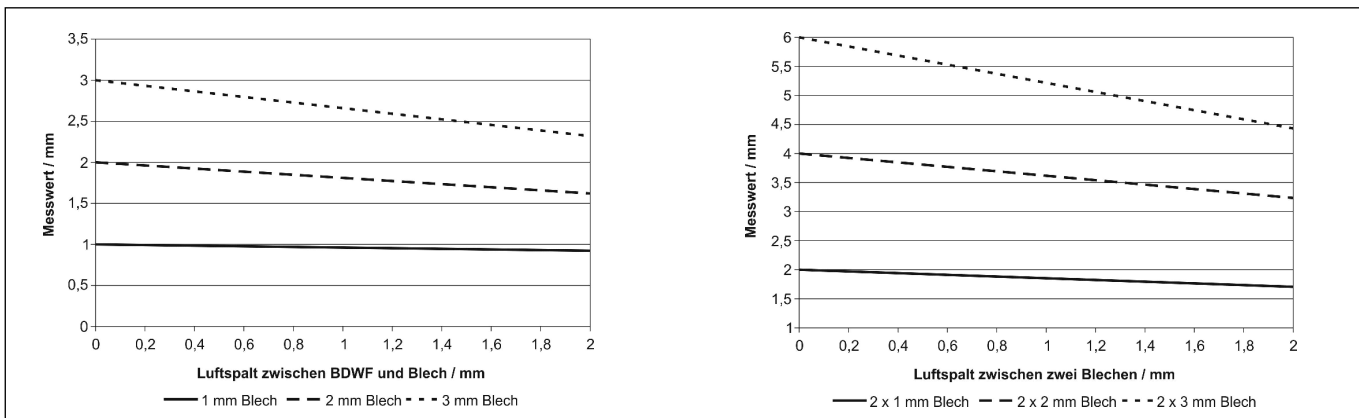 3,5
3
2,5
2
1,5
1
0,5
0
Messwert / mm
0 0,2 0,4 0,6 0,8 1 1,2 1,4 1,6 1,8 2
Luftspalt zwischen BDWF und Blech / mm
1 mm Blech 2 mm Blech 3 mm Blech
6
5,5
5
4,5
4
3,5
3
2,5
2
1,5
1
Messwert / mm
0 0,2 0,4 0,6 0,8 1 1,2 1,4 1,6 1,8 2
Luftspalt zwischen zwei Blechen / mm
2 x 1 mm Blech 2 x 2 mm Blech 2 x 3 mm Blech